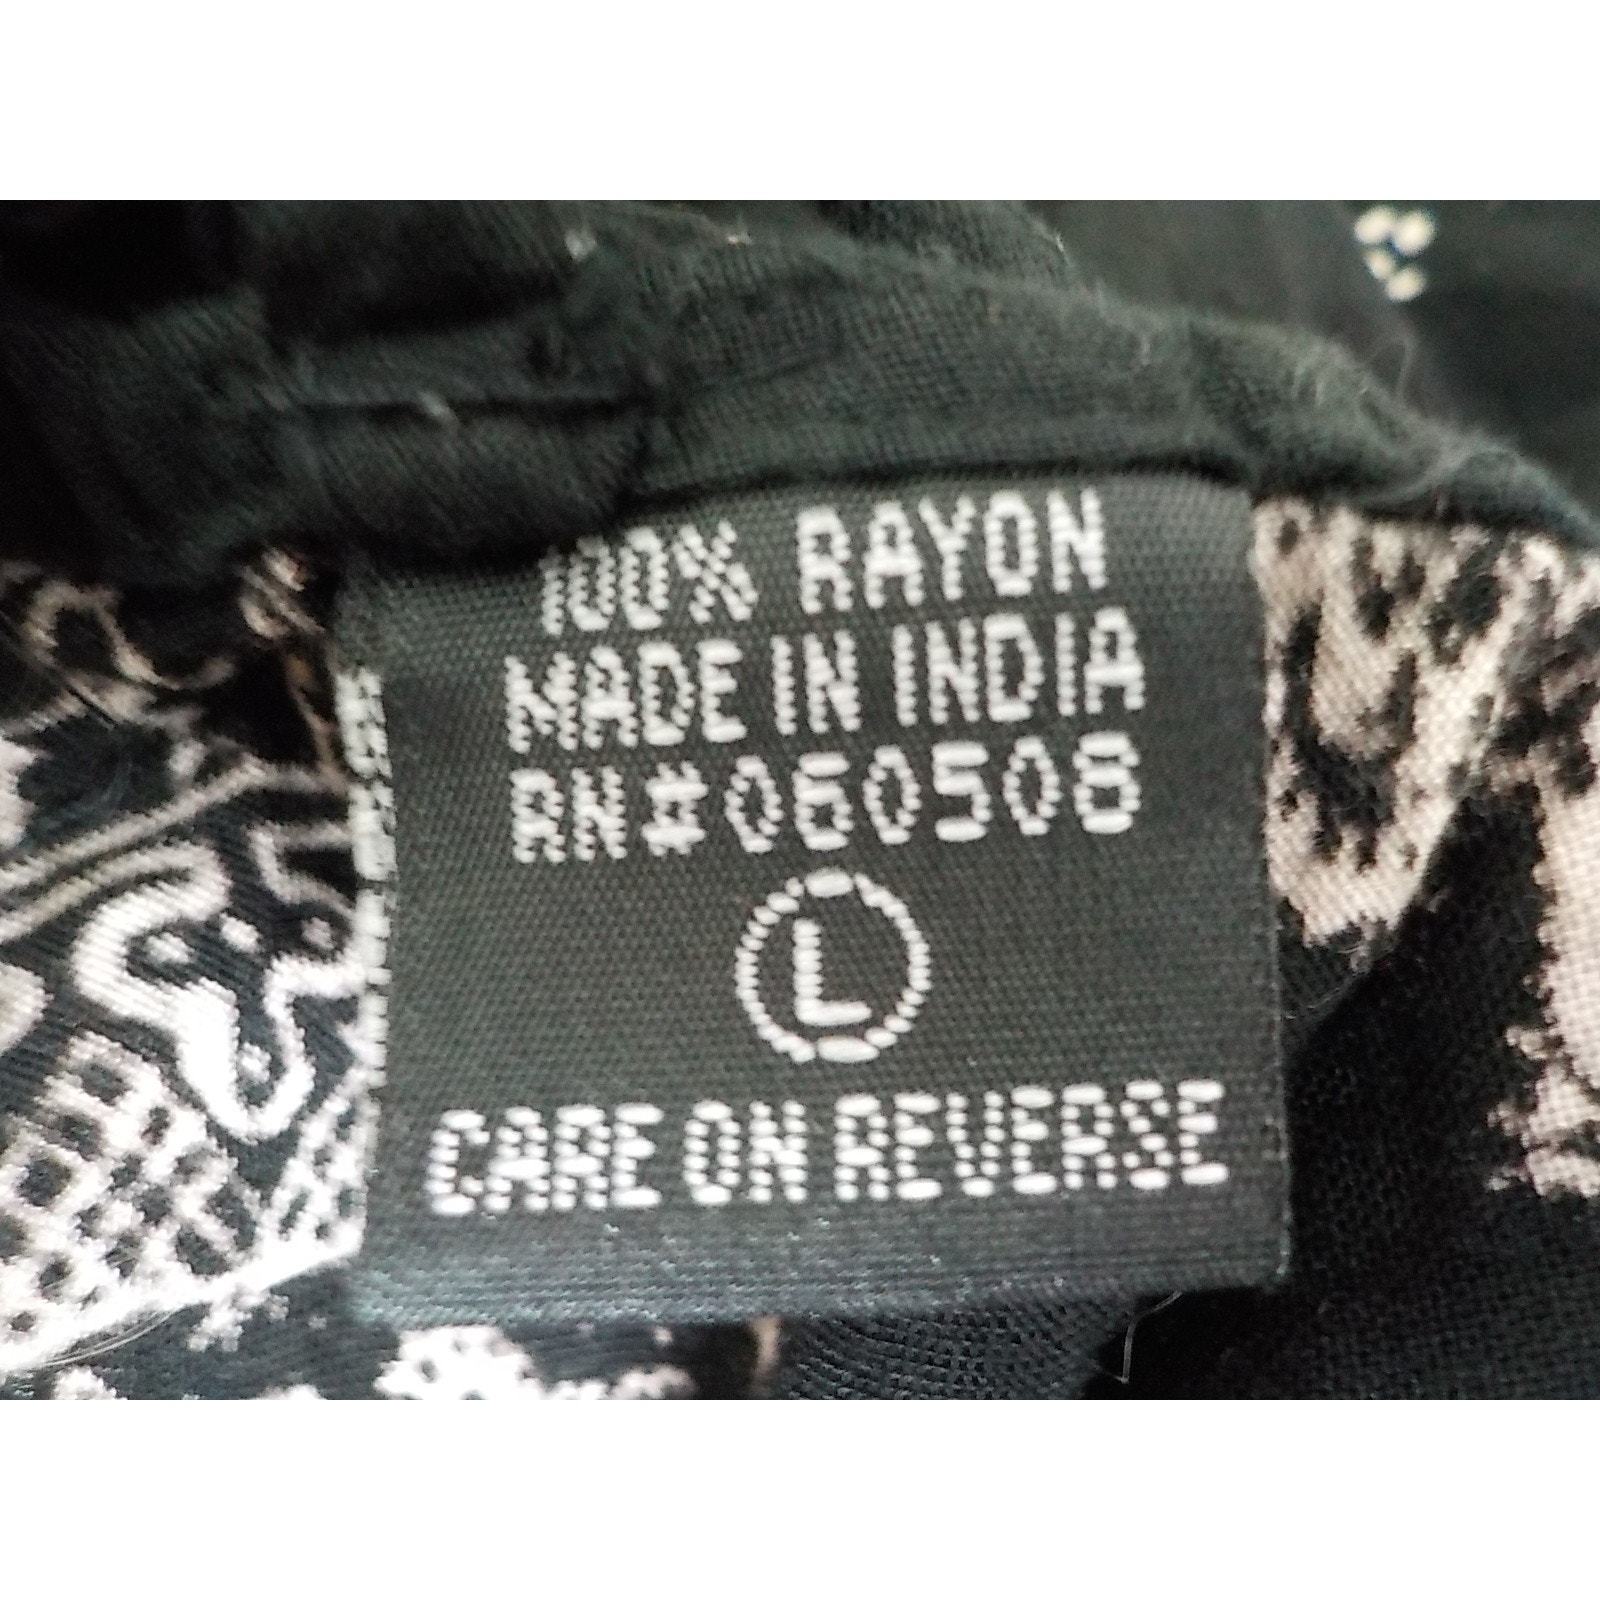 100% RAYON
MADE IN INDIA
RN#060508
L
CARE ON REVERSE